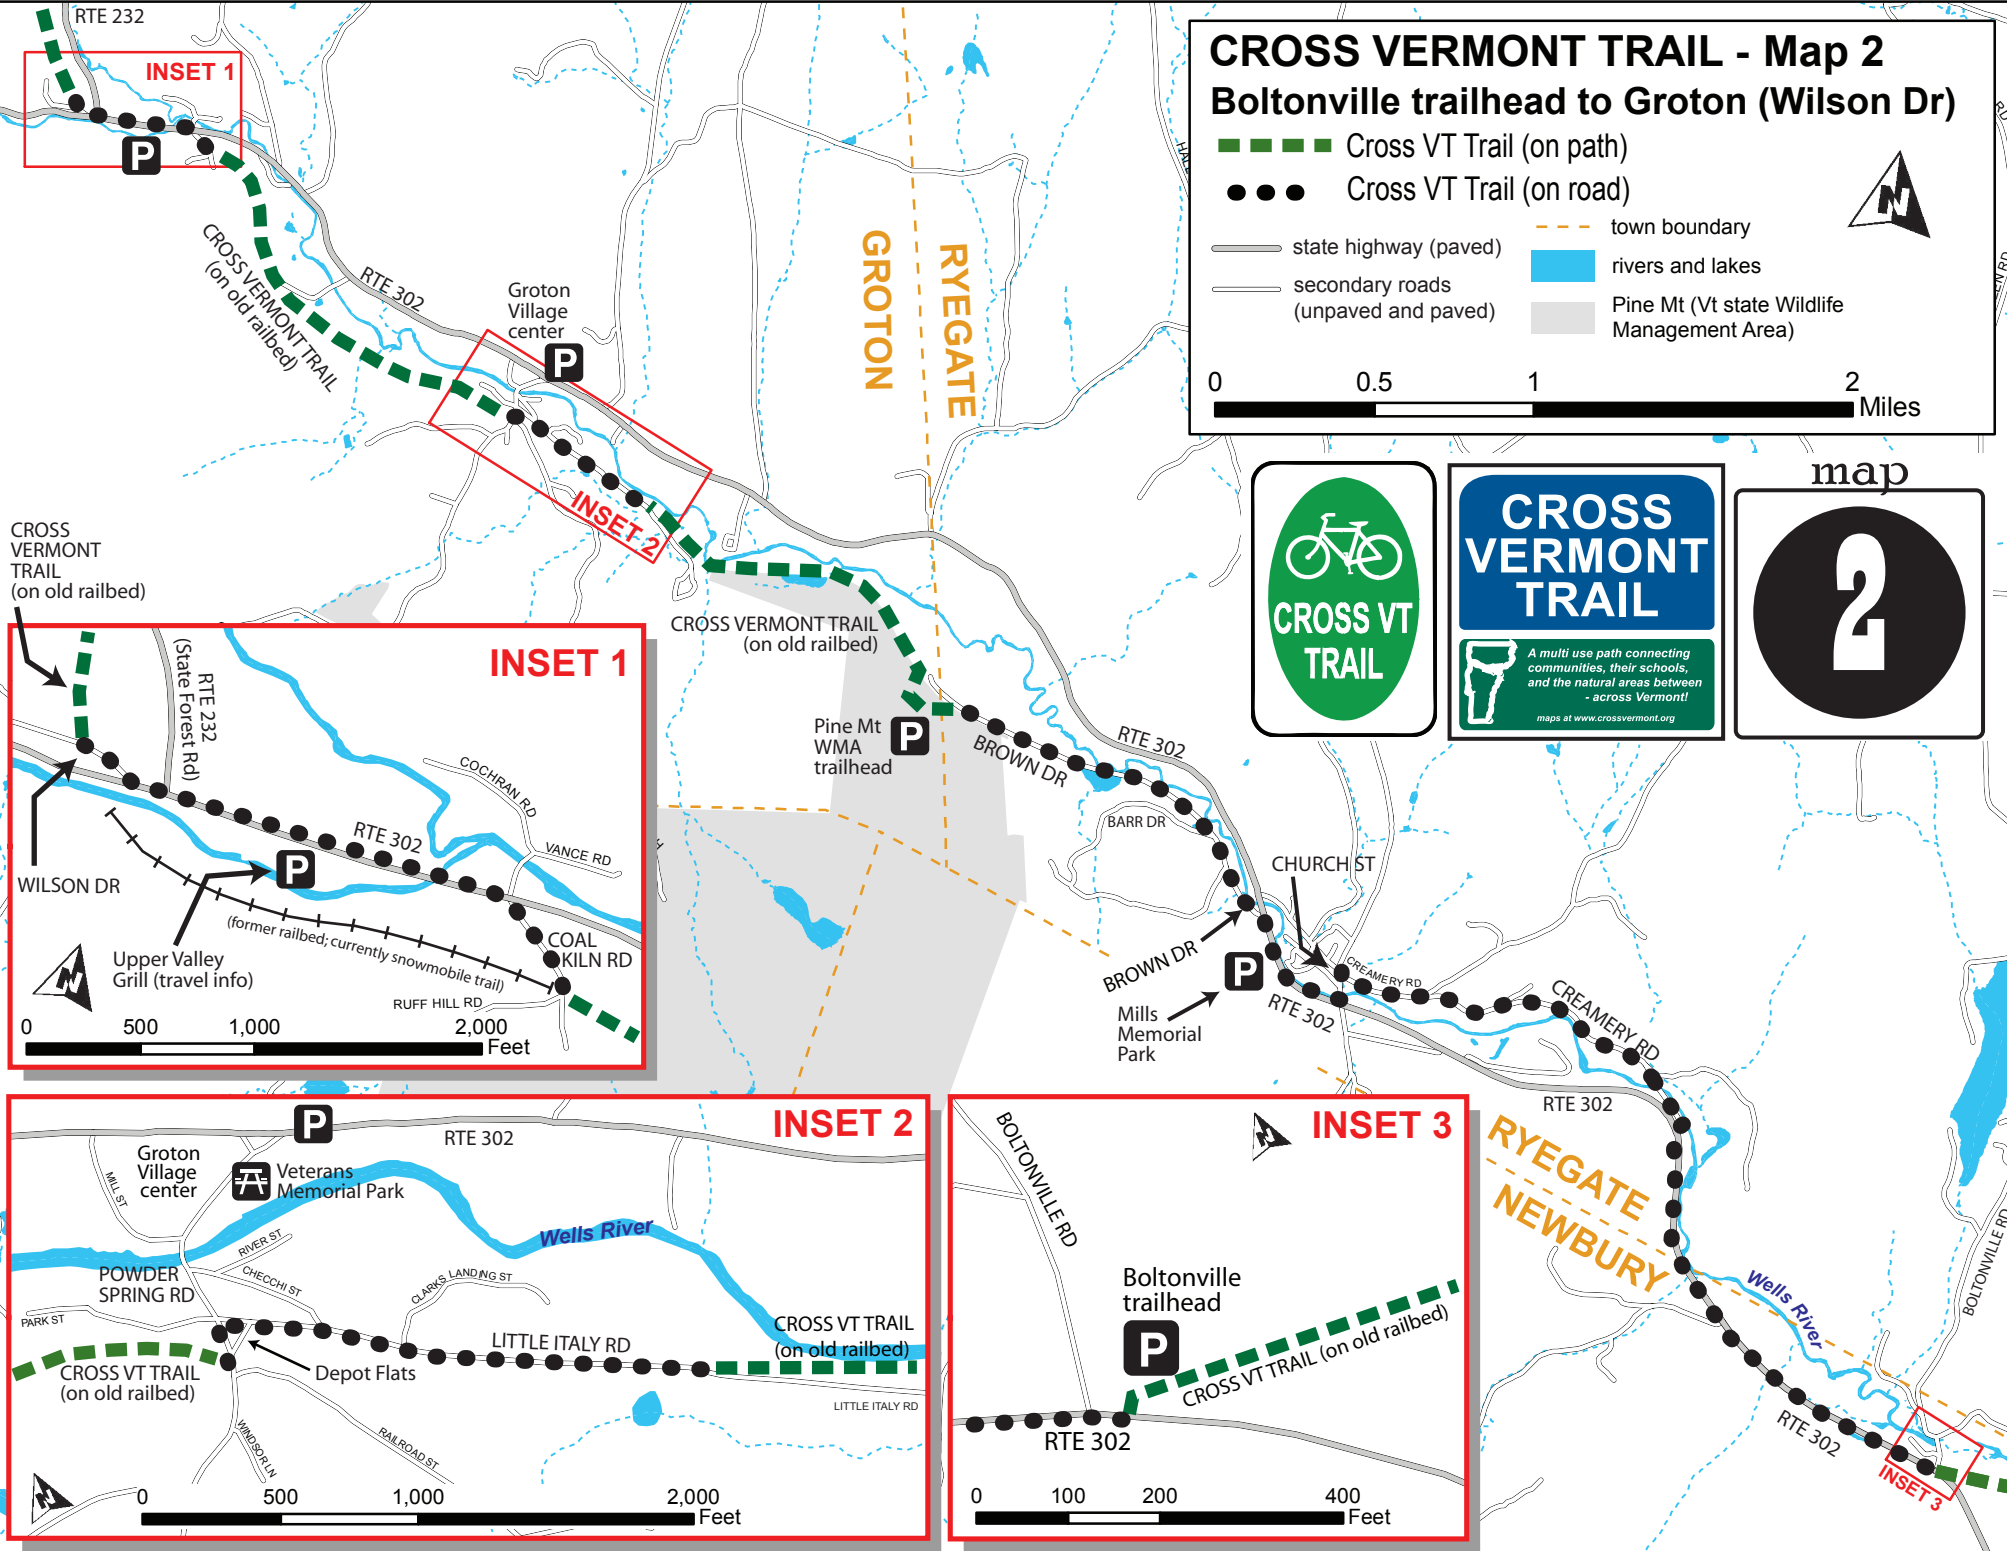 RTE 232
INSET 1
P
CROSS VERMONT TRAIL
(on old railbed)
RTE 302
Groton
Village
center
P
INSET 2
GROTON
RYEGATE
CROSS VERMONT TRAIL - Map 2
Boltonville trailhead to Groton (Wilson Dr)
Cross VT Trail (on path)
Cross VT Trail (on road)
state highway (paved)
secondary roads
(unpaved and paved)
town boundary
rivers and lakes
Pine Mt (Vt state Wildlife
Management Area)
N
0 0.5 1 2
Miles
CROSS VT
TRAIL
CROSS
VERMONT
TRAIL
A multi use path connecting
communities, their schools,
and the natural areas between
- across Vermont!
maps at www.crossvermont.org
map
2
CROSS VERMONT TRAIL
(on old railbed)
Pine Mt
WMA
trailhead
P
BROWN DR
RTE 302
BARR DR
CHURCH ST
BROWN DR
P
Mills
Memorial
Park
RTE 302
CREAMERY RD
CREAMERY RD
RTE 302
RYEGATE
NEWBURY
Wells River
BOLTONVILLE RD
RTE 302
INSET 3
CROSS
VERMONT
TRAIL
(on old railbed)
INSET 1
RTE 232
(State Forest Rd)
COCHRAN RD
VANCE RD
RTE 302
P
WILSON DR
Upper Valley
Grill (travel info)
(former railbed; currently snowmobile trail)
COAL
KILN RD
RUFF HILL RD
N
0 500 1,000 2,000
Feet
INSET 2
P
RTE 302
Groton
Village
center
MILL ST
Veterans
Memorial Park
Wells River
RIVER ST
POWDER
SPRING RD
CHECCHI ST
CLARKS LANDING ST
PARK ST
LITTLE ITALY RD
CROSS VT TRAIL
(on old railbed)
CROSS VT TRAIL
(on old railbed)
Depot Flats
LITTLE ITALY RD
WINDSOR LN
RAILROAD ST
N
0 500 1,000 2,000
Feet
INSET 3
N
BOLTONVILLE RD
Boltonville
trailhead
P
CROSS VT TRAIL (on old railbed)
RTE 302
0 100 200 400
Feet